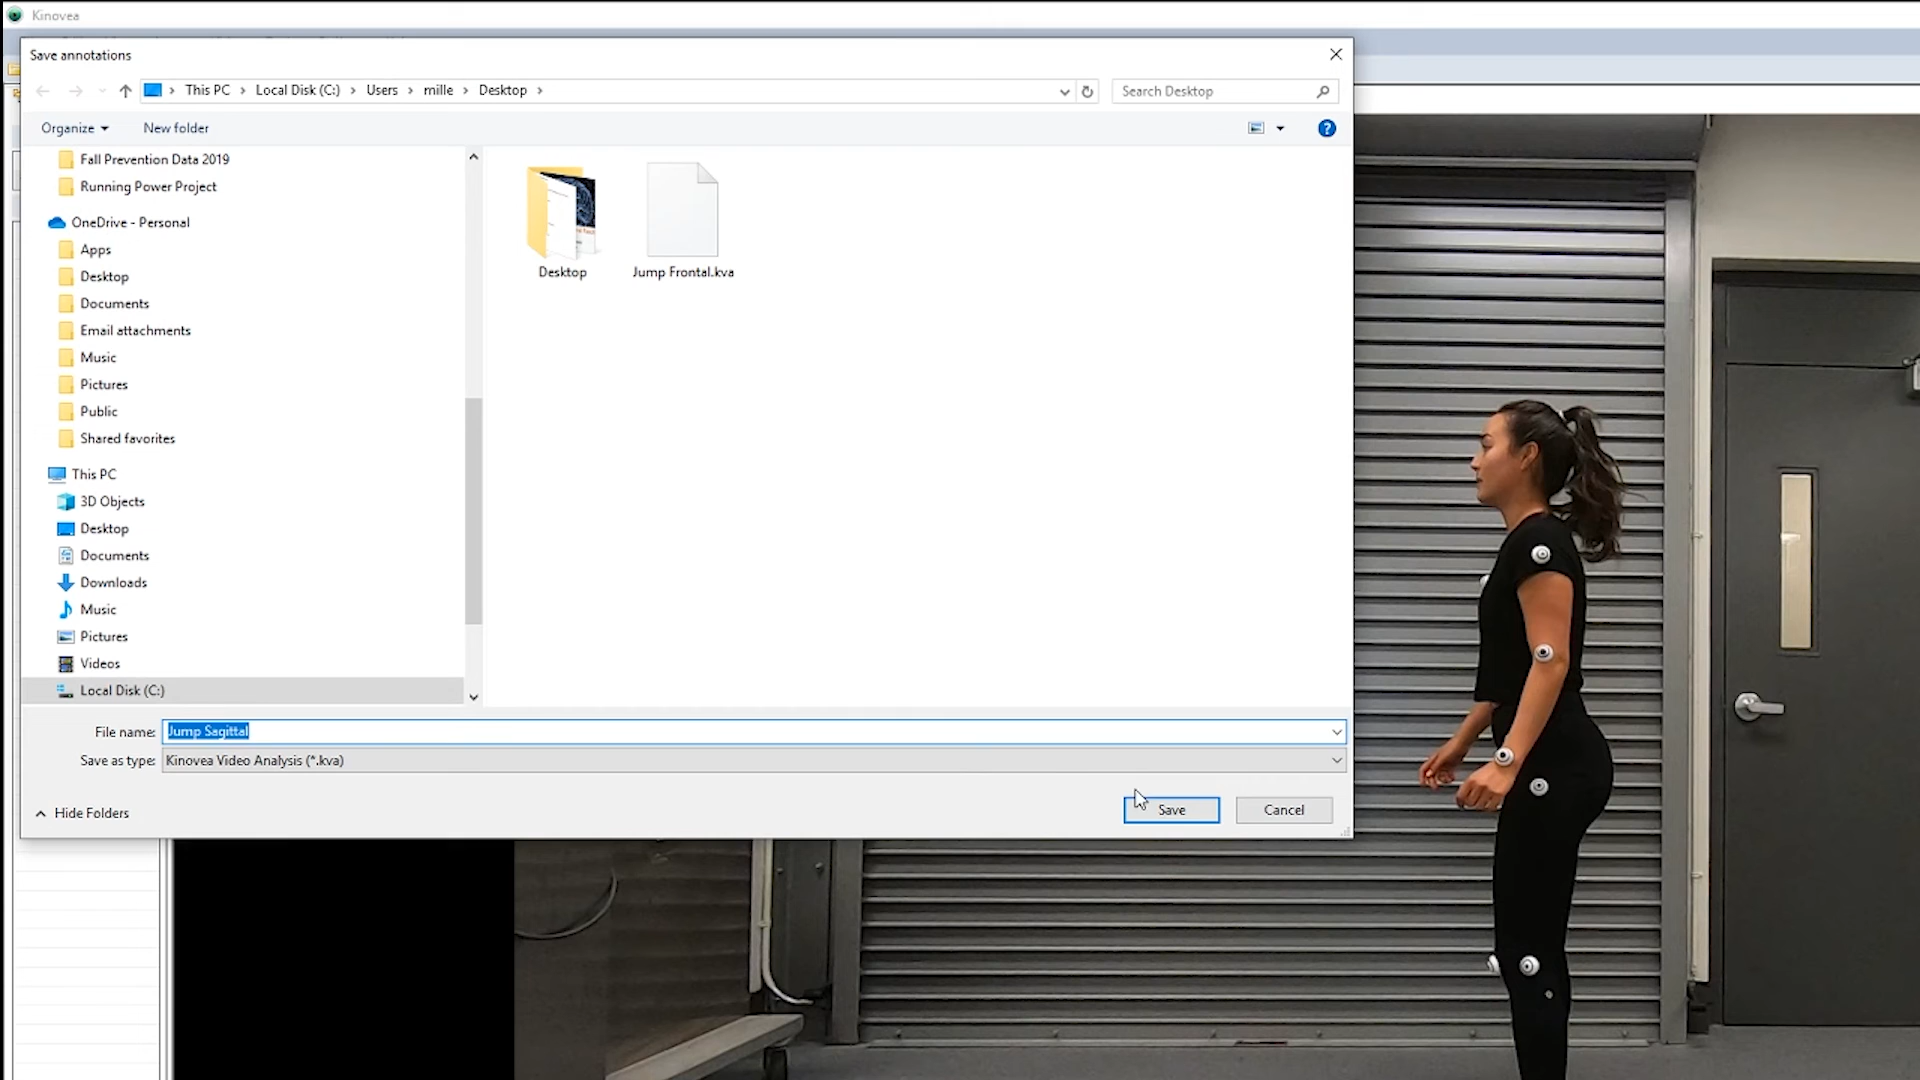 Kinovea
Save annotations
This PC > Local Disk (C:) > Users > mille > Desktop >
Search Desktop
Organize
New folder
?
Fall Prevention Data 2019
Running Power Project
OneDrive - Personal
Apps
Desktop
Documents
Email attachments
Music
Pictures
Public
Shared favorites
This PC
3D Objects
Desktop
Documents
Downloads
Music
Pictures
Videos
Local Disk (C:)
Desktop
Jump Frontal.kva
File name: Jump Sagittal
Save as type: Kinovea Video Analysis (*.kva)
Hide Folders
Save
Cancel